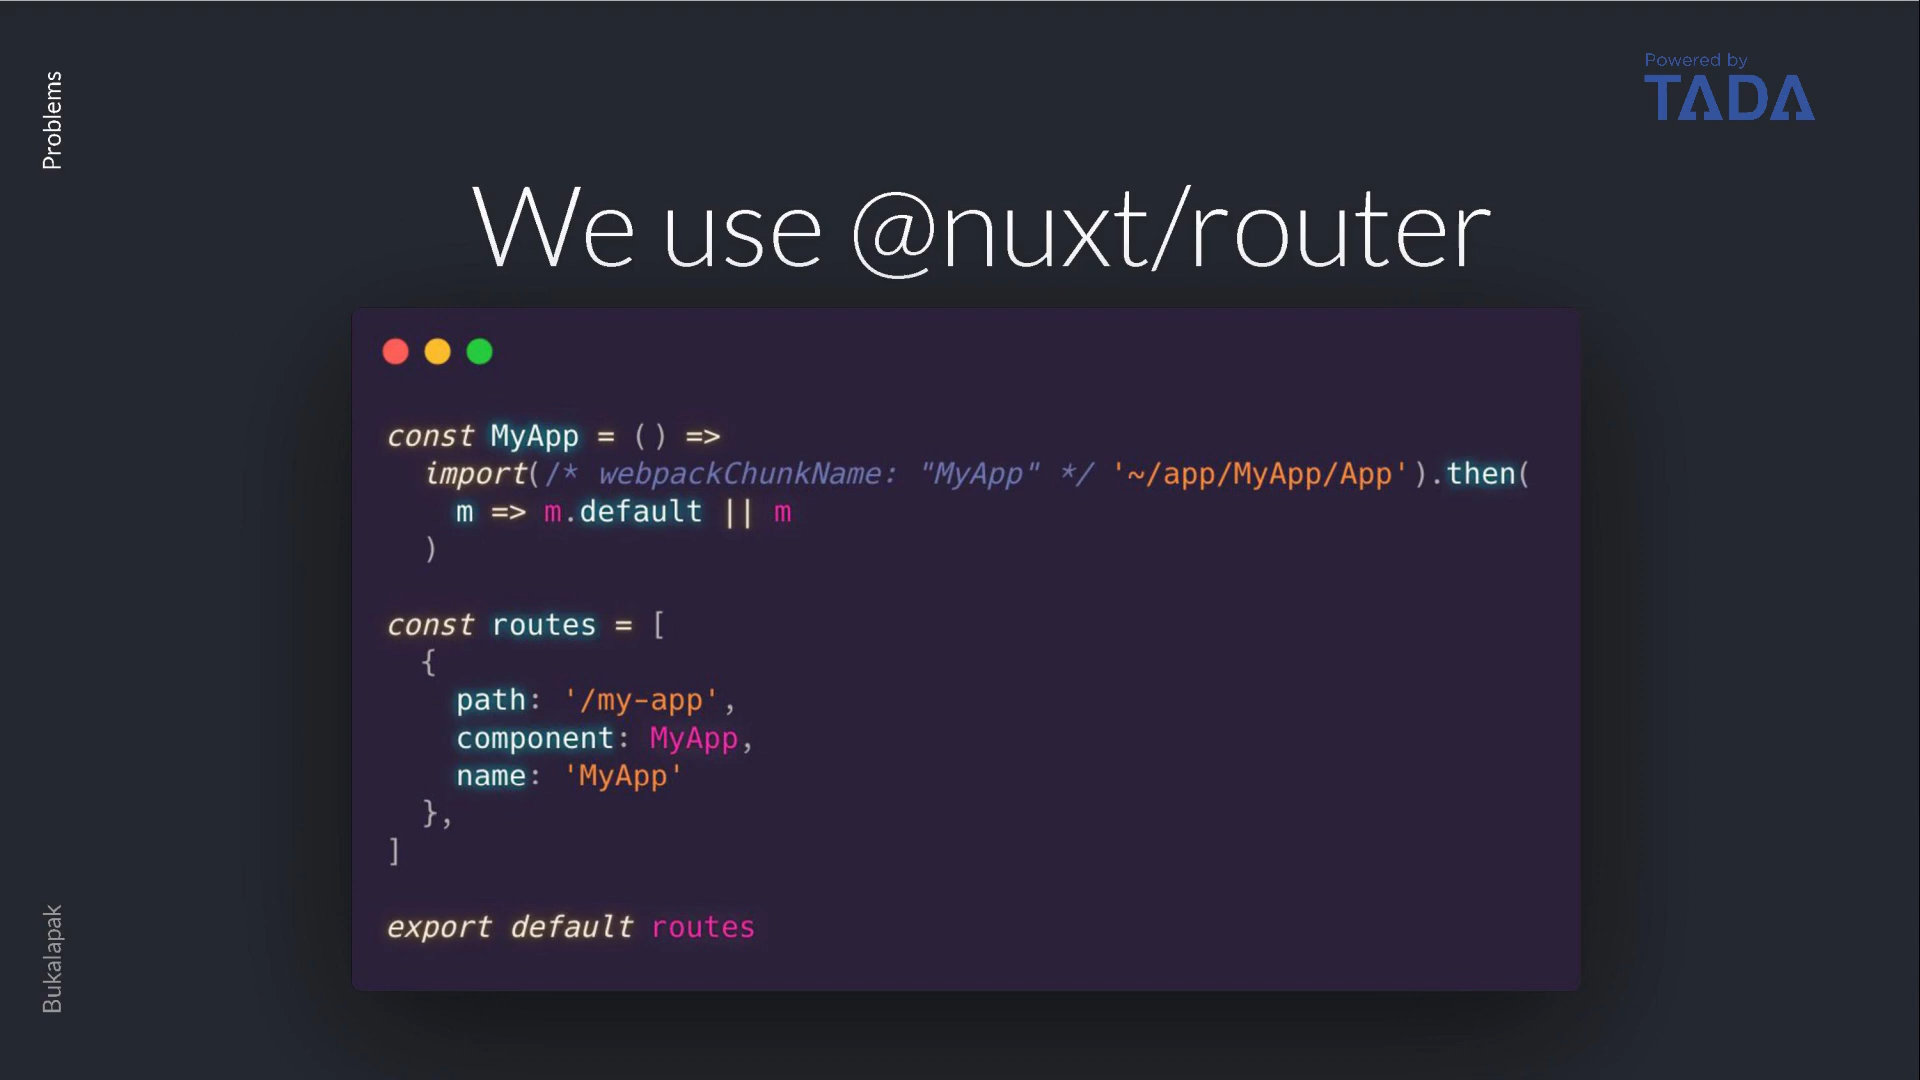 Problems
Powered by
TADA
We use @nuxt/router
const MyApp = () =>
  import(/* webpackChunkName: "MyApp" */ '~/app/MyApp/App').then(
    m => m.default || m
  )
const routes = [
  {
    path: '/my-app',
    component: MyApp,
    name: 'MyApp'
  },
]
export default routes
Bukalapak